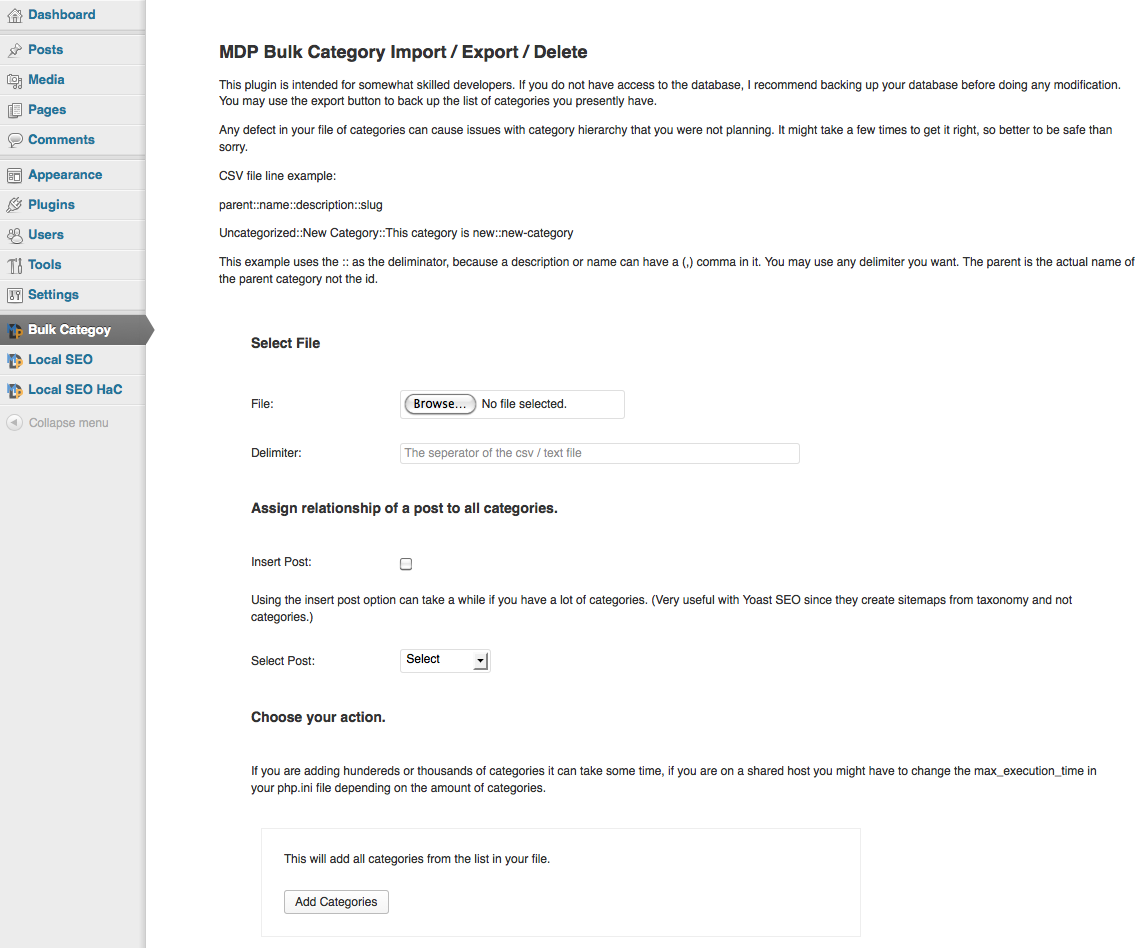 Dashboard
Posts
Media
Pages
Comments
Appearance
Plugins
Users
Tools
Settings
Bulk Categoy
Local SEO
Local SEO HaC
Collapse menu
MDP Bulk Category Import / Export / Delete
This plugin is intended for somewhat skilled developers. If you do not have access to the database, I recommend backing up your database before doing any modification.
You may use the export button to back up the list of categories you presently have.
Any defect in your file of categories can cause issues with category hierarchy that you were not planning. It might take a few times to get it right, so better to be safe than
sorry.
CSV file line example:
parent::name::description::slug
Uncategorized::New Category::This category is new::new-category
This example uses the :: as the deliminator, because a description or name can have a (,) comma in it. You may use any delimiter you want. The parent is the actual name of
the parent category not the id.
Select File
File:
Browse... No file selected.
Delimiter:
The seperator of the csv / text file
Assign relationship of a post to all categories.
Insert Post:
Using the insert post option can take a while if you have a lot of categories. (Very useful with Yoast SEO since they create sitemaps from taxonomy and not
categories.)
Select Post:
Select
Choose your action.
If you are adding hundereds or thousands of categories it can take some time, if you are on a shared host you might have to change the max_execution_time in
your php.ini file depending on the amount of categories.
This will add all categories from the list in your file.
Add Categories